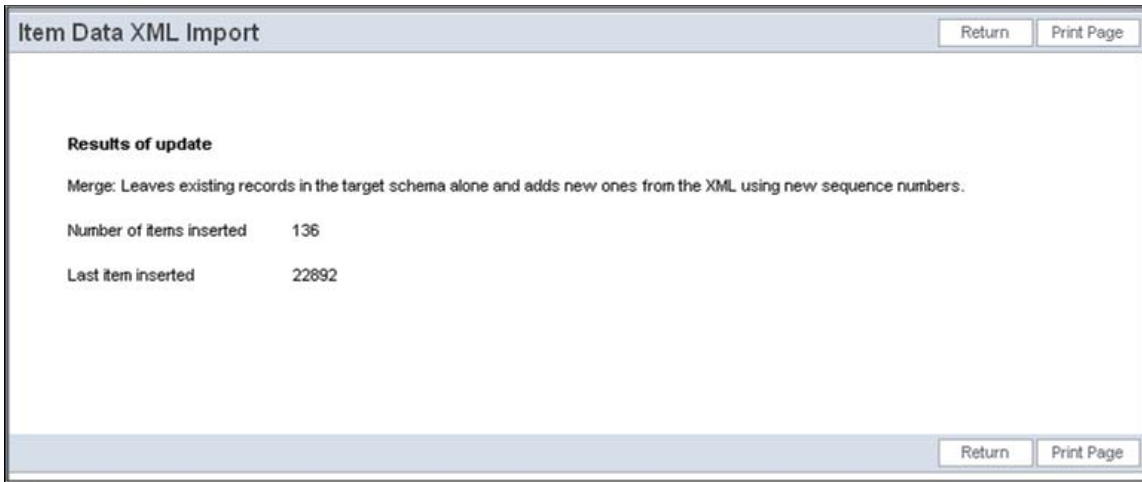 Item Data XML Import Return Print Page
Results of update
Merge: Leaves existing records in the target schema alone and adds new ones from the XML using new sequence numbers.
Number of items inserted 136
Last item inserted 22892
Return Print Page